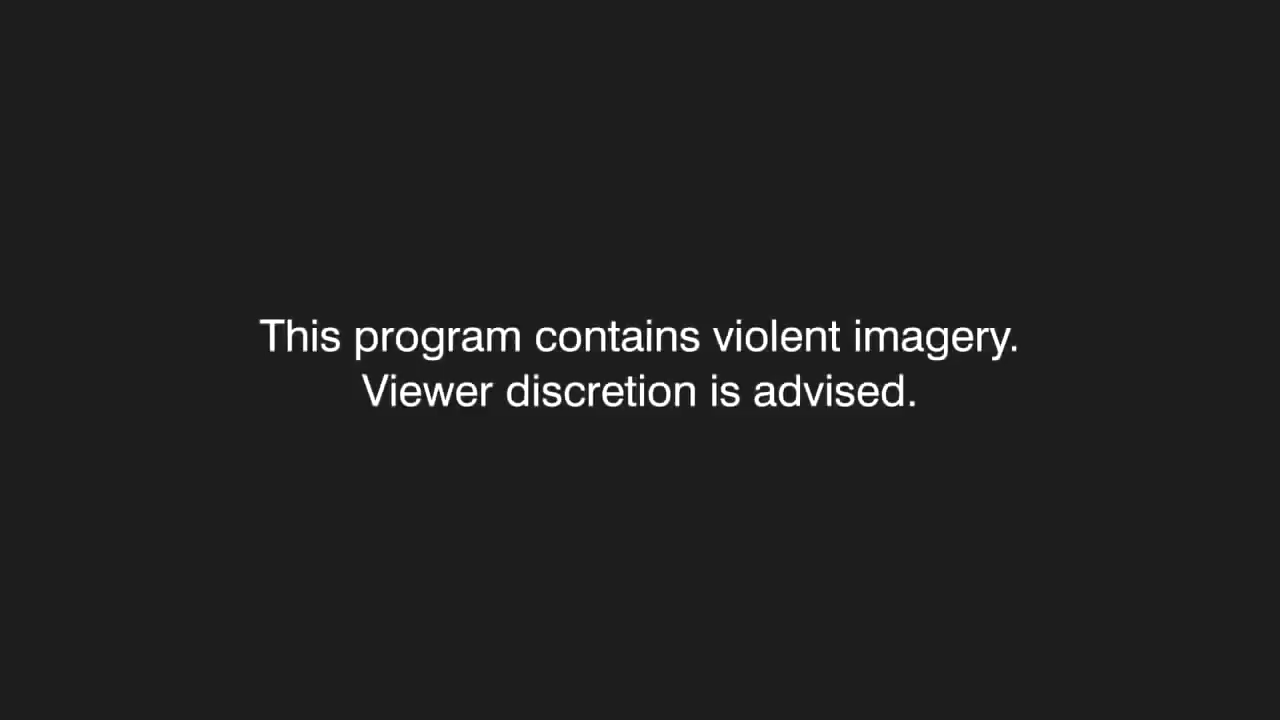 This program contains violent imagery.
Viewer discretion is advised.